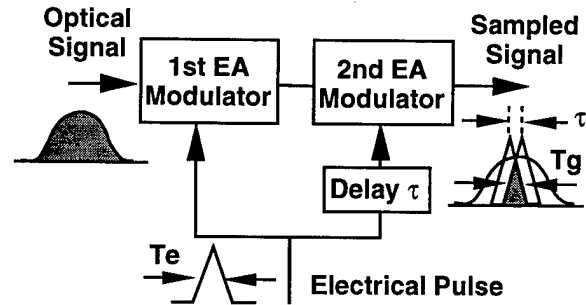 Optical
Signal
1st EA
Modulator
2nd EA
Modulator
Sampled
Signal
τ
Tg
Delay τ
Te
Electrical Pulse